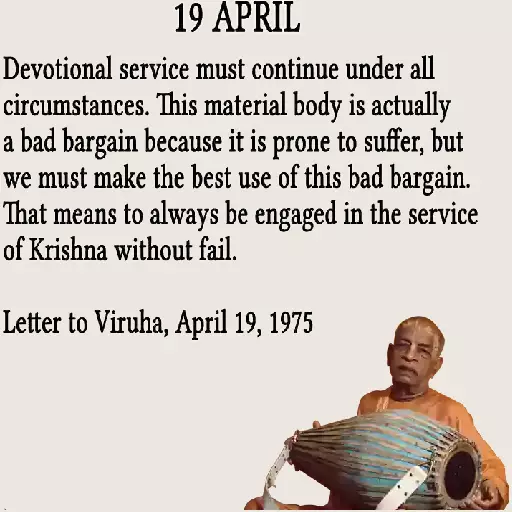 19 APRIL
Devotional service must continue under all
circumstances. This material body is actually
a bad bargain because it is prone to suffer, but
we must make the best use of this bad bargain.
That means to always be engaged in the service
of Krishna without fail.
Letter to Viruha, April 19, 1975